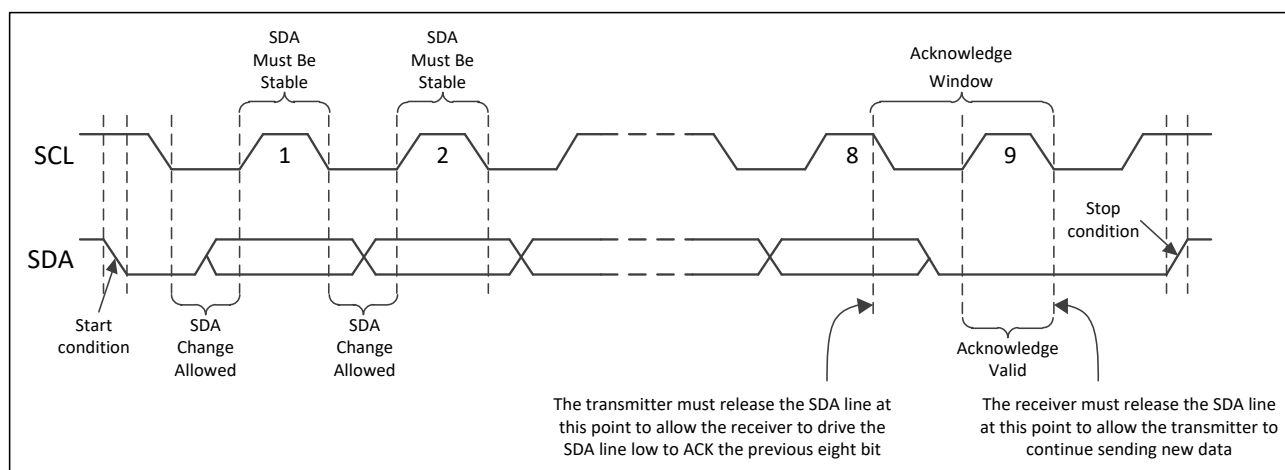 SDA
Must Be
Stable
SDA
Must Be
Stable
Acknowledge
Window
SCL
1
2
8
9
SDA
Stop
condition
Start
condition
SDA
Change
Allowed
SDA
Change
Allowed
Acknowledge
Valid
The transmitter must release the SDA line at
this point to allow the receiver to drive the
SDA line low to ACK the previous eight bit
The receiver must release the SDA line
at this point to allow the transmitter to
continue sending new data